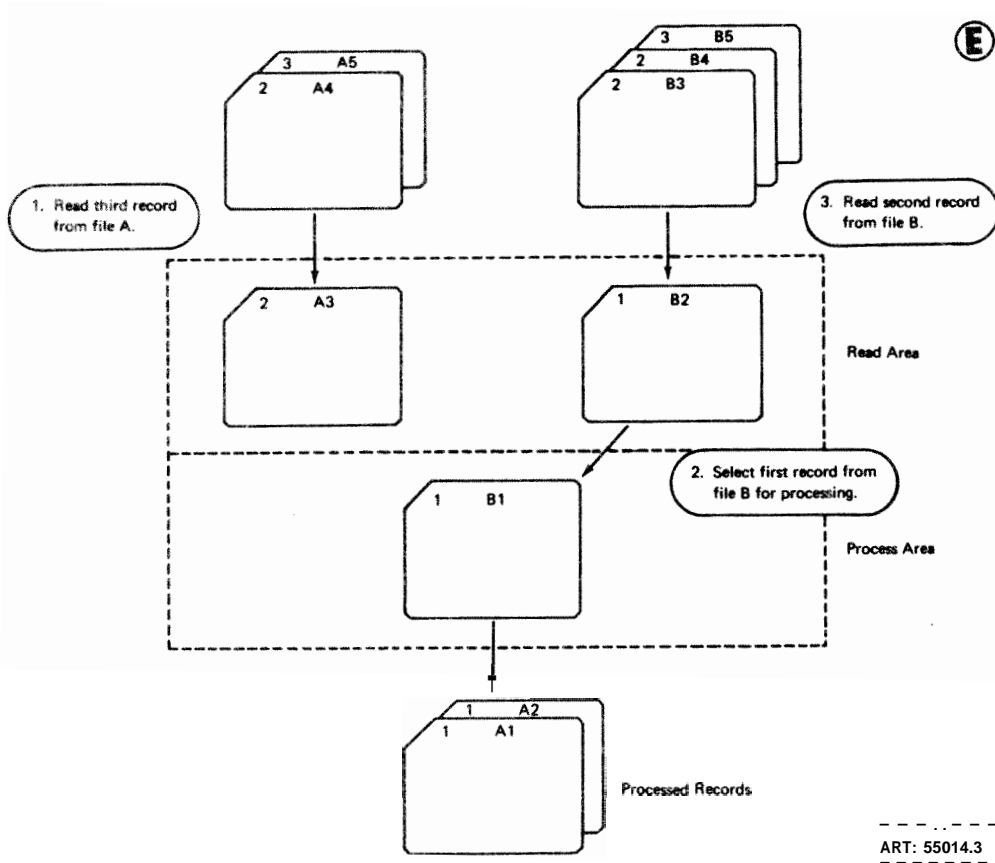 E
3 A5
2 A4
3 B5
2 B4
2 B3
1. Read third record
from file A.
3. Read second record
from file B.
2 A3
1 B2
Read Area
2. Select first record from
file B for processing.
1 B1
Process Area
1 A2
1 A1
Processed Records
ART: 55014.3